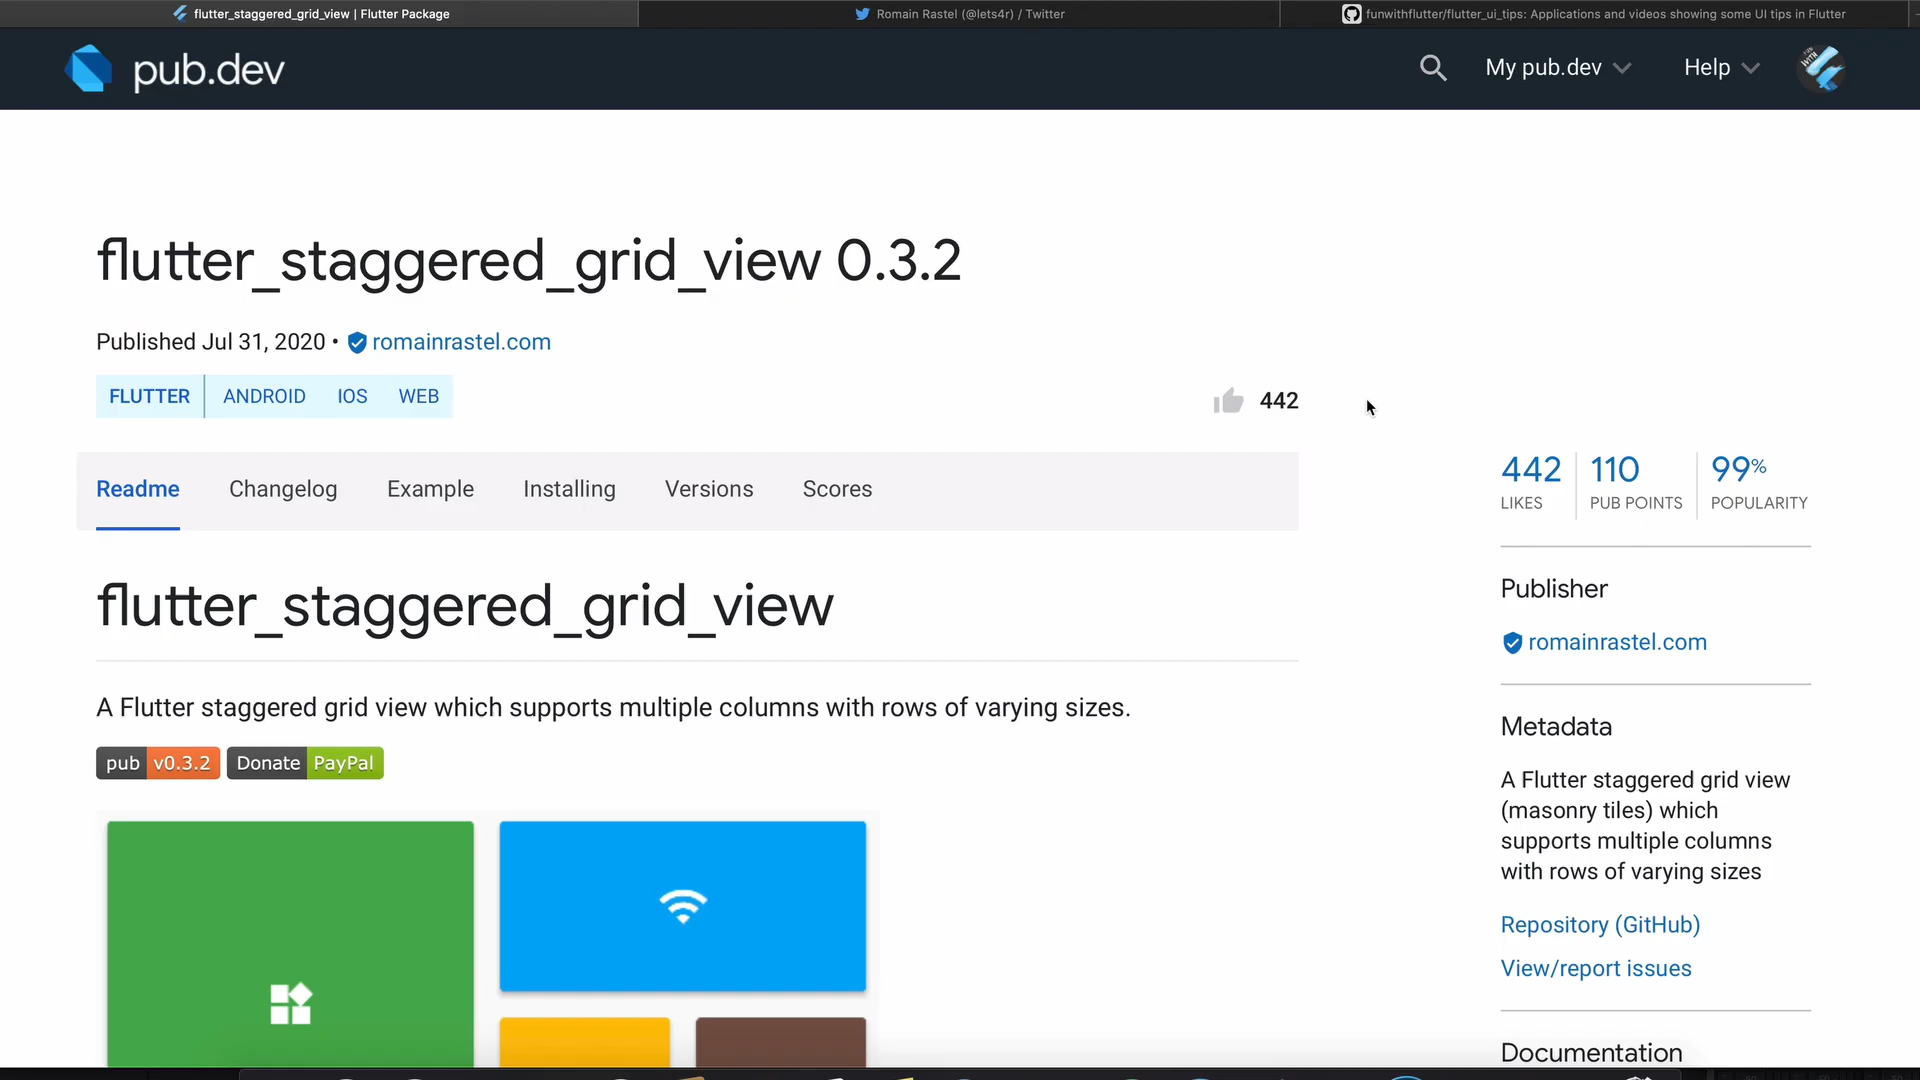 flutter_staggered_grid_view | Flutter Package
Romain Rastel (@lets4r) / Twitter
funwithflutter/flutter_ui_tips: Applications and videos showing some UI tips in Flutter
pub.dev
My pub.dev
Help
flutter_staggered_grid_view 0.3.2
Published Jul 31, 2020 • romainrastel.com
FLUTTER ANDROID IOS WEB
442
Readme Changelog Example Installing Versions Scores
442 110 99%
LIKES PUB POINTS POPULARITY
flutter_staggered_grid_view
A Flutter staggered grid view which supports multiple columns with rows of varying sizes.
pub v0.3.2 Donate PayPal
Publisher
romainrastel.com
Metadata
A Flutter staggered grid view
(masonry tiles) which
supports multiple columns
with rows of varying sizes
Repository (GitHub)
View/report issues
Documentation